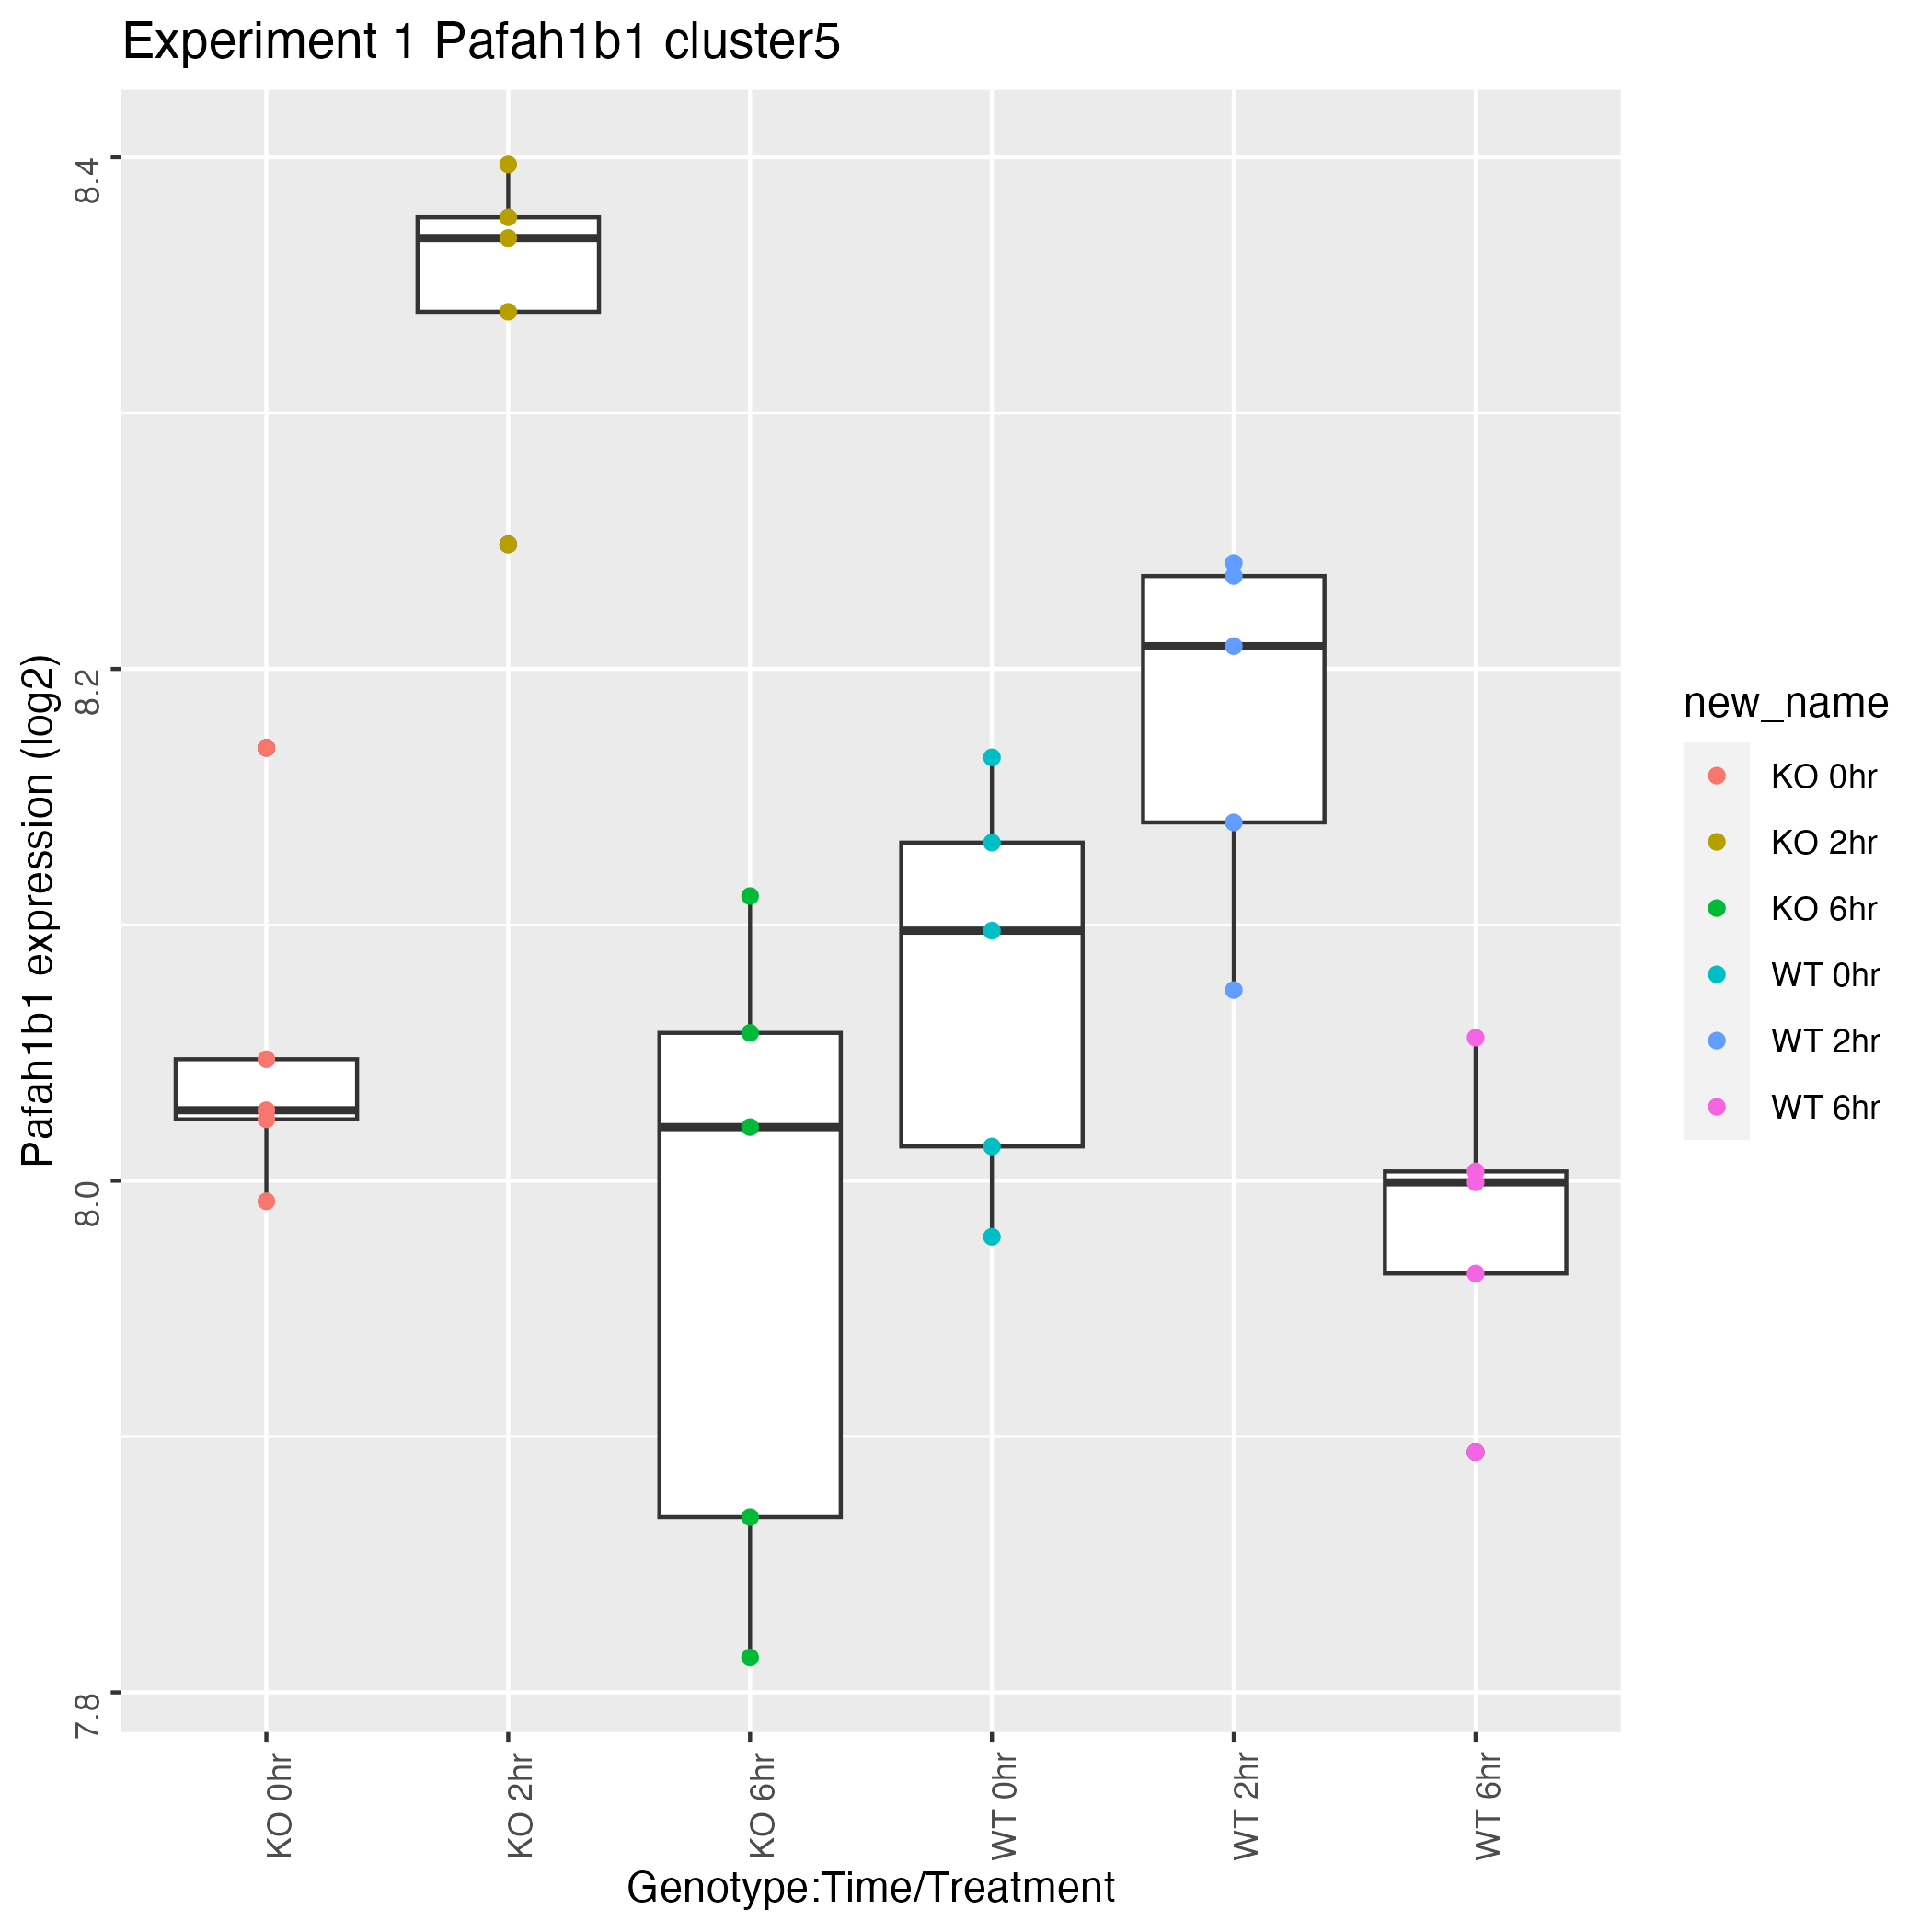 Experiment 1 Pafah1b1 cluster5
Pafah1b1 expression (log2)
8.4
8.2
8.0
7.8
KO 0hr
KO 2hr
KO 6hr
WT 0hr
WT 2hr
WT 6hr
Genotype:Time/Treatment
new_name
KO 0hr
KO 2hr
KO 6hr
WT 0hr
WT 2hr
WT 6hr